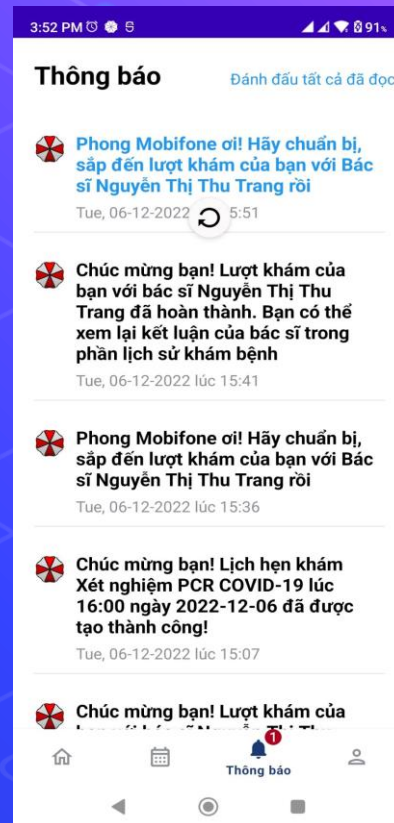 3:52 PM 91%
Thông báo
Đánh dấu tất cả đã đọc
Phong Mobifone ơi! Hãy chuẩn bị,
sắp đến lượt khám của bạn với Bác
sĩ Nguyễn Thị Thu Trang rồi
Tue, 06-12-2022 5:51
Chúc mừng bạn! Lượt khám của
bạn với bác sĩ Nguyễn Thị Thu
Trang đã hoàn thành. Bạn có thể
xem lại kết luận của bác sĩ trong
phần lịch sử khám bệnh
Tue, 06-12-2022 lúc 15:41
Phong Mobifone ơi! Hãy chuẩn bị,
sắp đến lượt khám của bạn với Bác
sĩ Nguyễn Thị Thu Trang rồi
Tue, 06-12-2022 lúc 15:36
Chúc mừng bạn! Lịch hẹn khám
Xét nghiệm PCR COVID-19 lúc
16:00 ngày 2022-12-06 đã được
tạo thành công!
Tue, 06-12-2022 lúc 15:07
Chúc mừng bạn! Lượt khám của
1
Thông báo